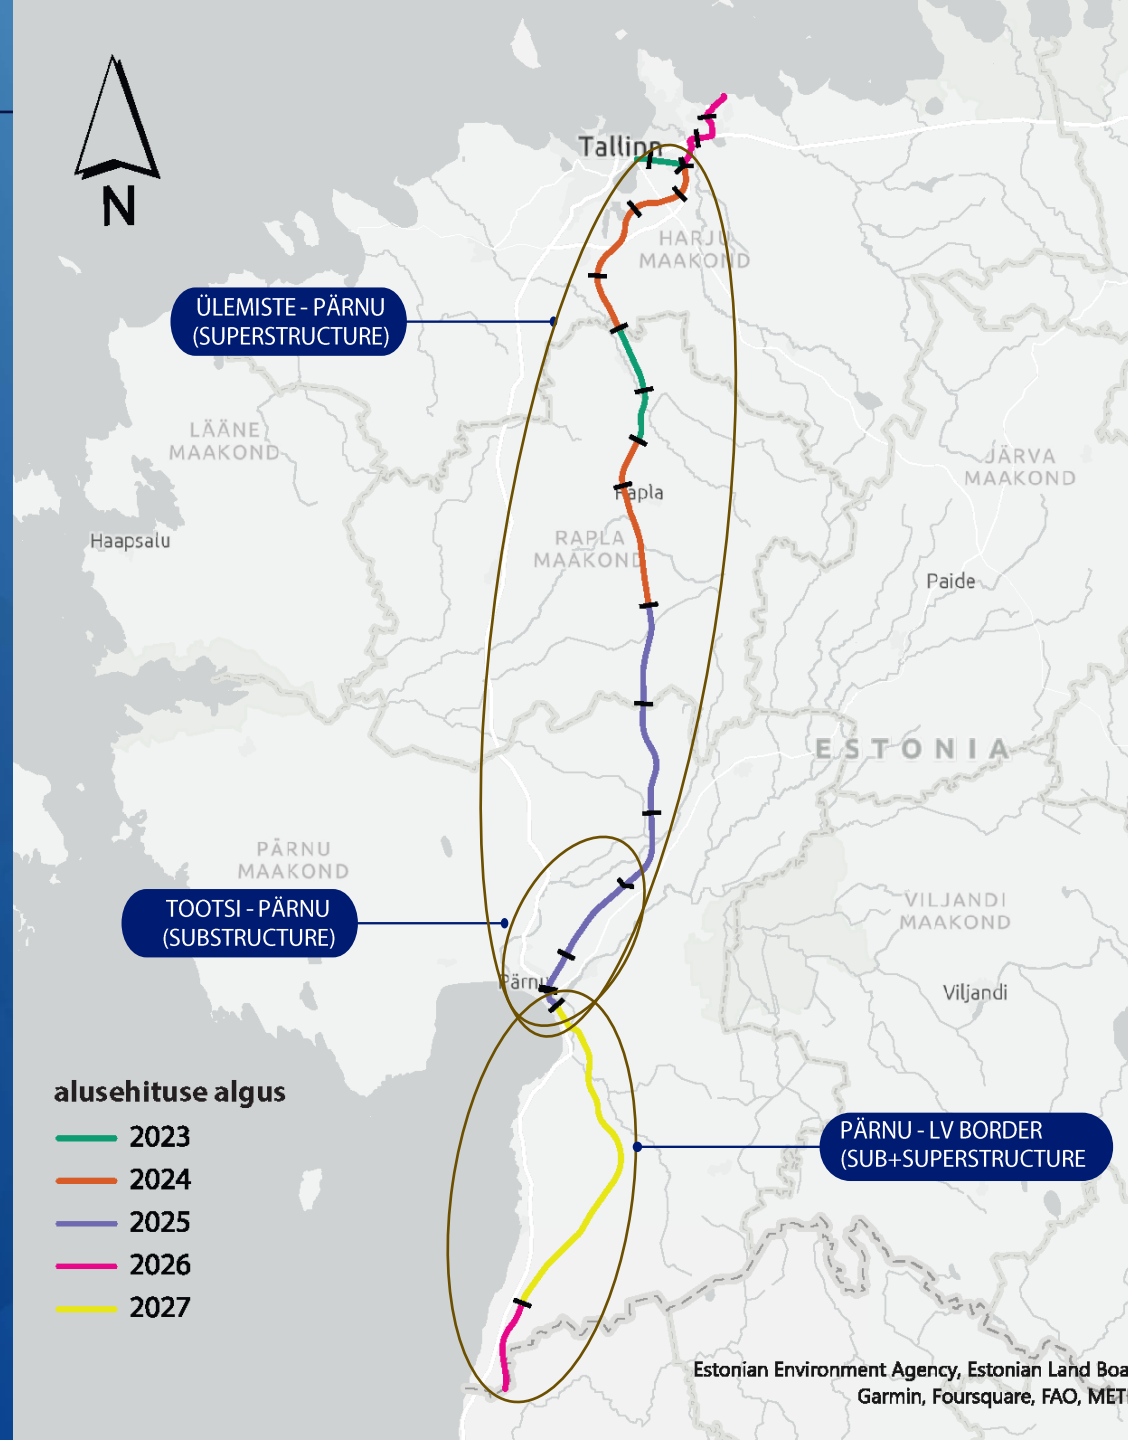 N
Tallinn
HARJU
MAAKOND
ÜLEMISTE - PÄRNU
(SUPERSTRUCTURE)
LÄÄNE
MAAKOND
JÄRVA
MAAKOND
Rapla
Haapsalu
RAPLA
MAAKOND
Paide
ESTONIA
PÄRNU
MAAKOND
TOOTSI - PÄRNU
(SUBSTRUCTURE)
VILJANDI
MAAKOND
Pärnu
Viljandi
alusehituse algus
2023
2024
2025
2026
2027
PÄRNU - LV BORDER
(SUB+SUPERSTRUCTURE
Estonian Environment Agency, Estonian Land Boa
Garmin, Foursquare, FAO, MET